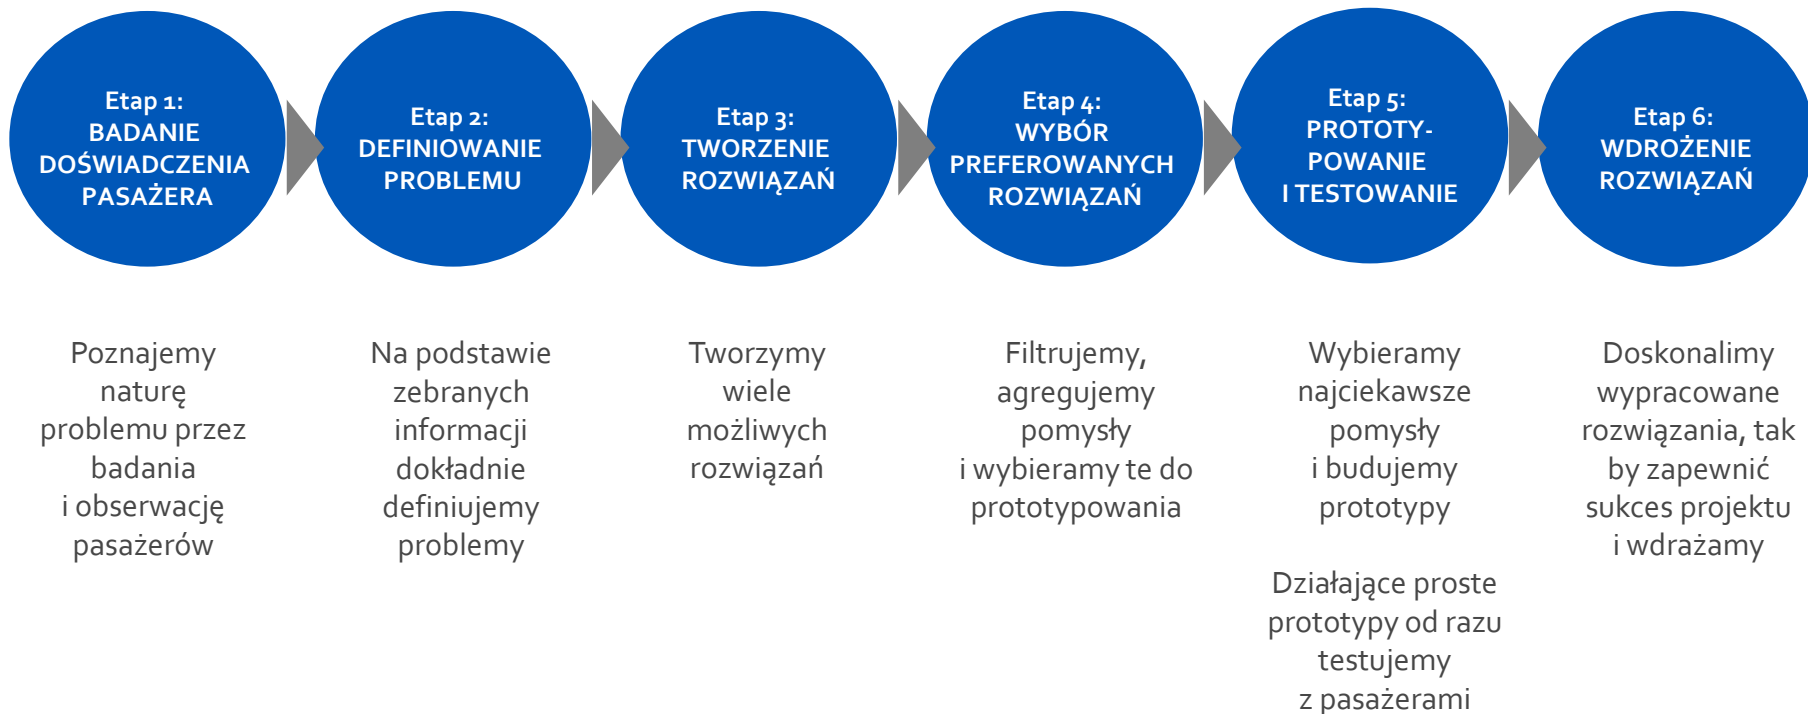 Etap 1:
BADANIE
DOŚWIADCZENIA
PASAŻERA
Etap 2:
DEFINIOWANIE
PROBLEMU
Etap 3:
TWORZENIE
ROZWIĄZAŃ
Etap 4:
WYBÓR
PREFEROWANYCH
ROZWIĄZAŃ
Etap 5:
PROTOTY-
POWANIE
I TESTOWANIE
Etap 6:
WDROŻENIE
ROZWIĄZAŃ
Poznajemy
naturę
problemu przez
badania
i obserwację
pasażerów
Na podstawie
zebranych
informacji
dokładnie
definiujemy
problemy
Tworzymy
wiele
możliwych
rozwiązań
Filtrujemy,
agregujemy
pomysły
i wybieramy te do
prototypowania
Wybieramy
najciekawsze
pomysły
i budujemy
prototypy
Działające proste
prototypy od razu
testujemy
z pasażerami
Doskonalimy
wypracowane
rozwiązania, tak
by zapewnić
sukces projektu
i wdrażamy